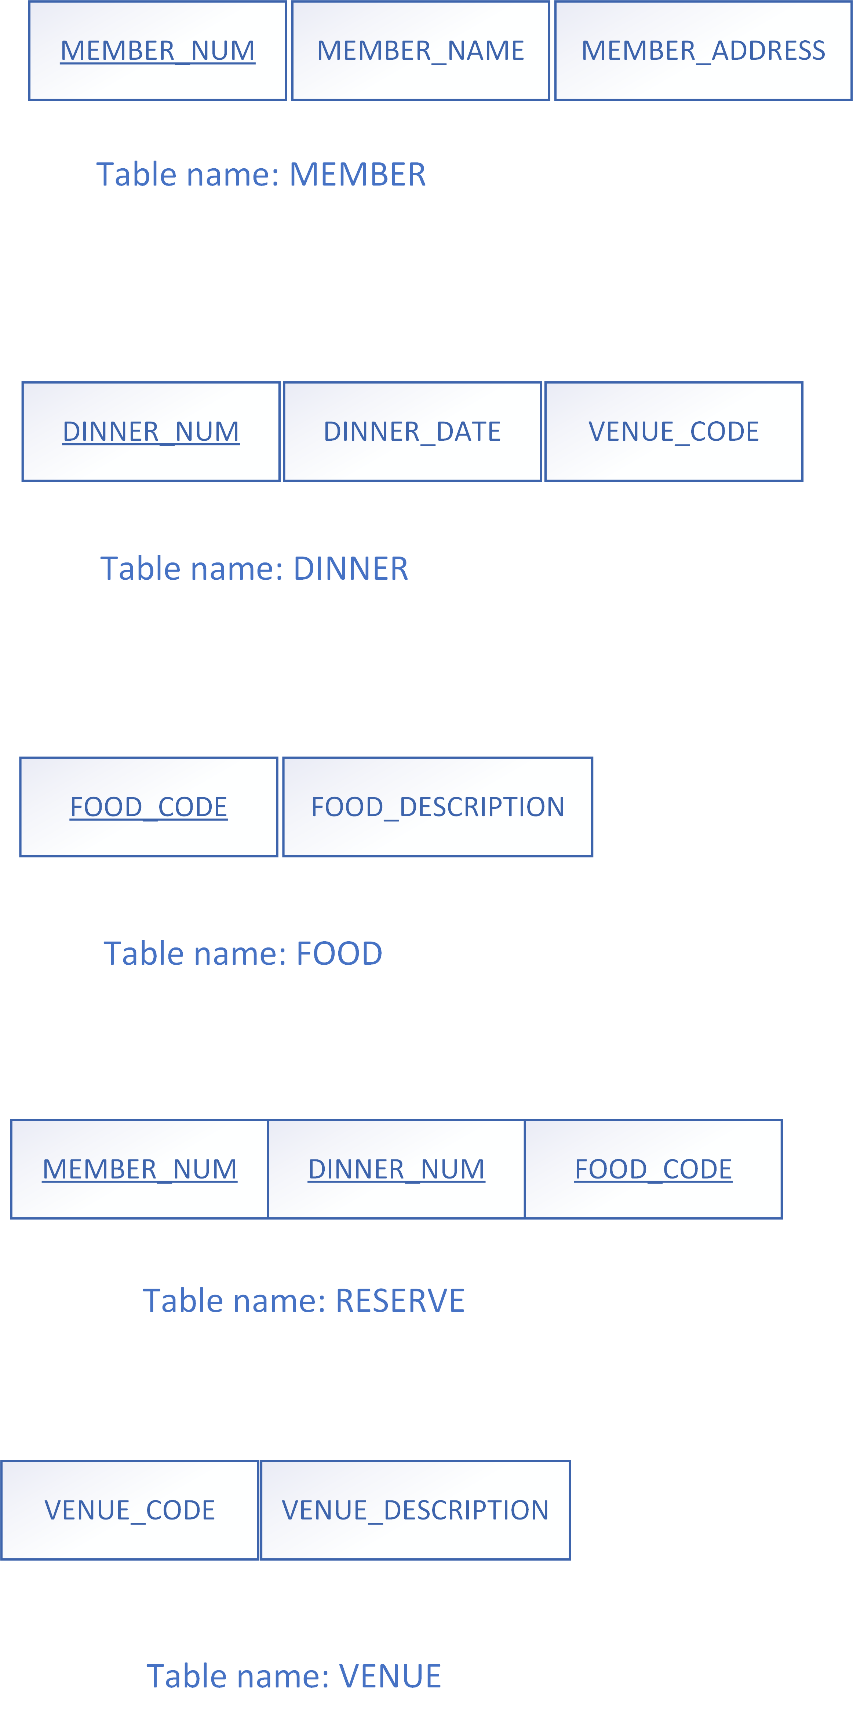 MEMBER_NUM MEMBER_NAME MEMBER_ADDRESS
Table name: MEMBER
DINNER_NUM DINNER_DATE VENUE_CODE
Table name: DINNER
FOOD_CODE FOOD_DESCRIPTION
Table name: FOOD
MEMBER_NUM DINNER_NUM FOOD_CODE
Table name: RESERVE
VENUE_CODE VENUE_DESCRIPTION
Table name: VENUE